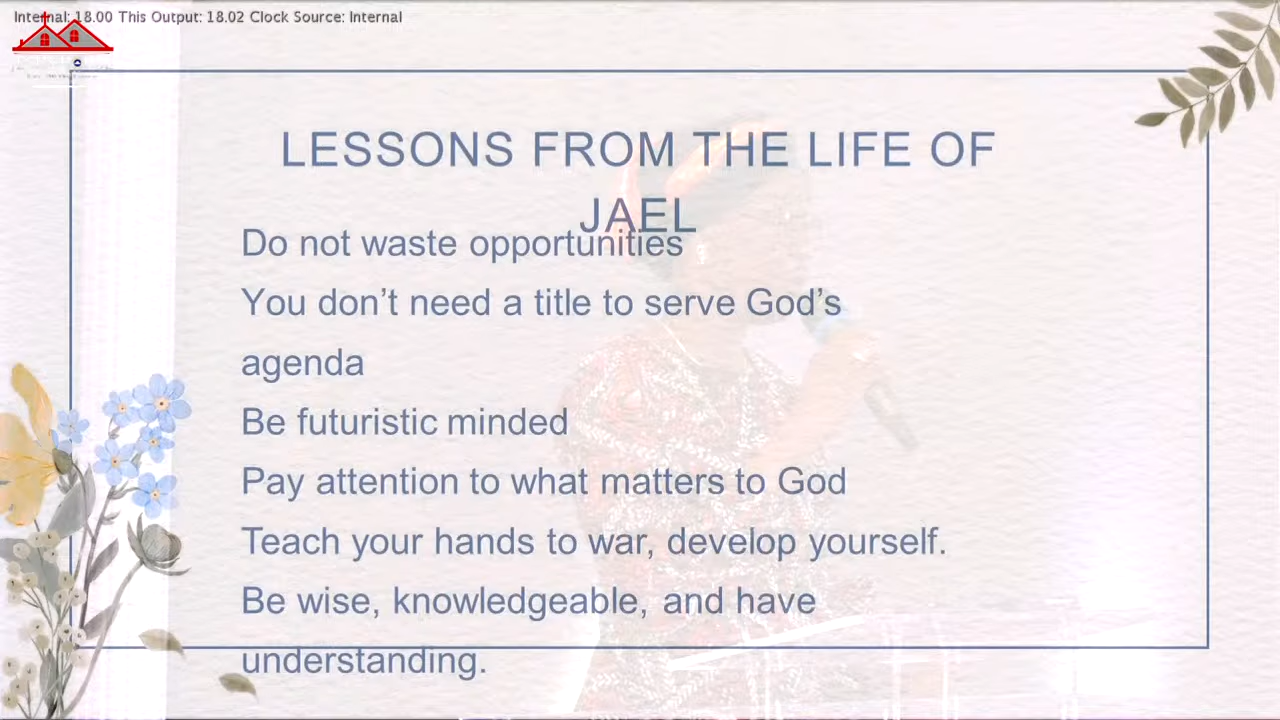 Internal: 18.00 This Output: 18.02 Clock Source: Internal
LESSONS FROM THE LIFE OF
JAEL
Do not waste opportunities
You don’t need a title to serve God’s
agenda
Be futuristic minded
Pay attention to what matters to God
Teach your hands to war, develop yourself.
Be wise, knowledgeable, and have
understanding.